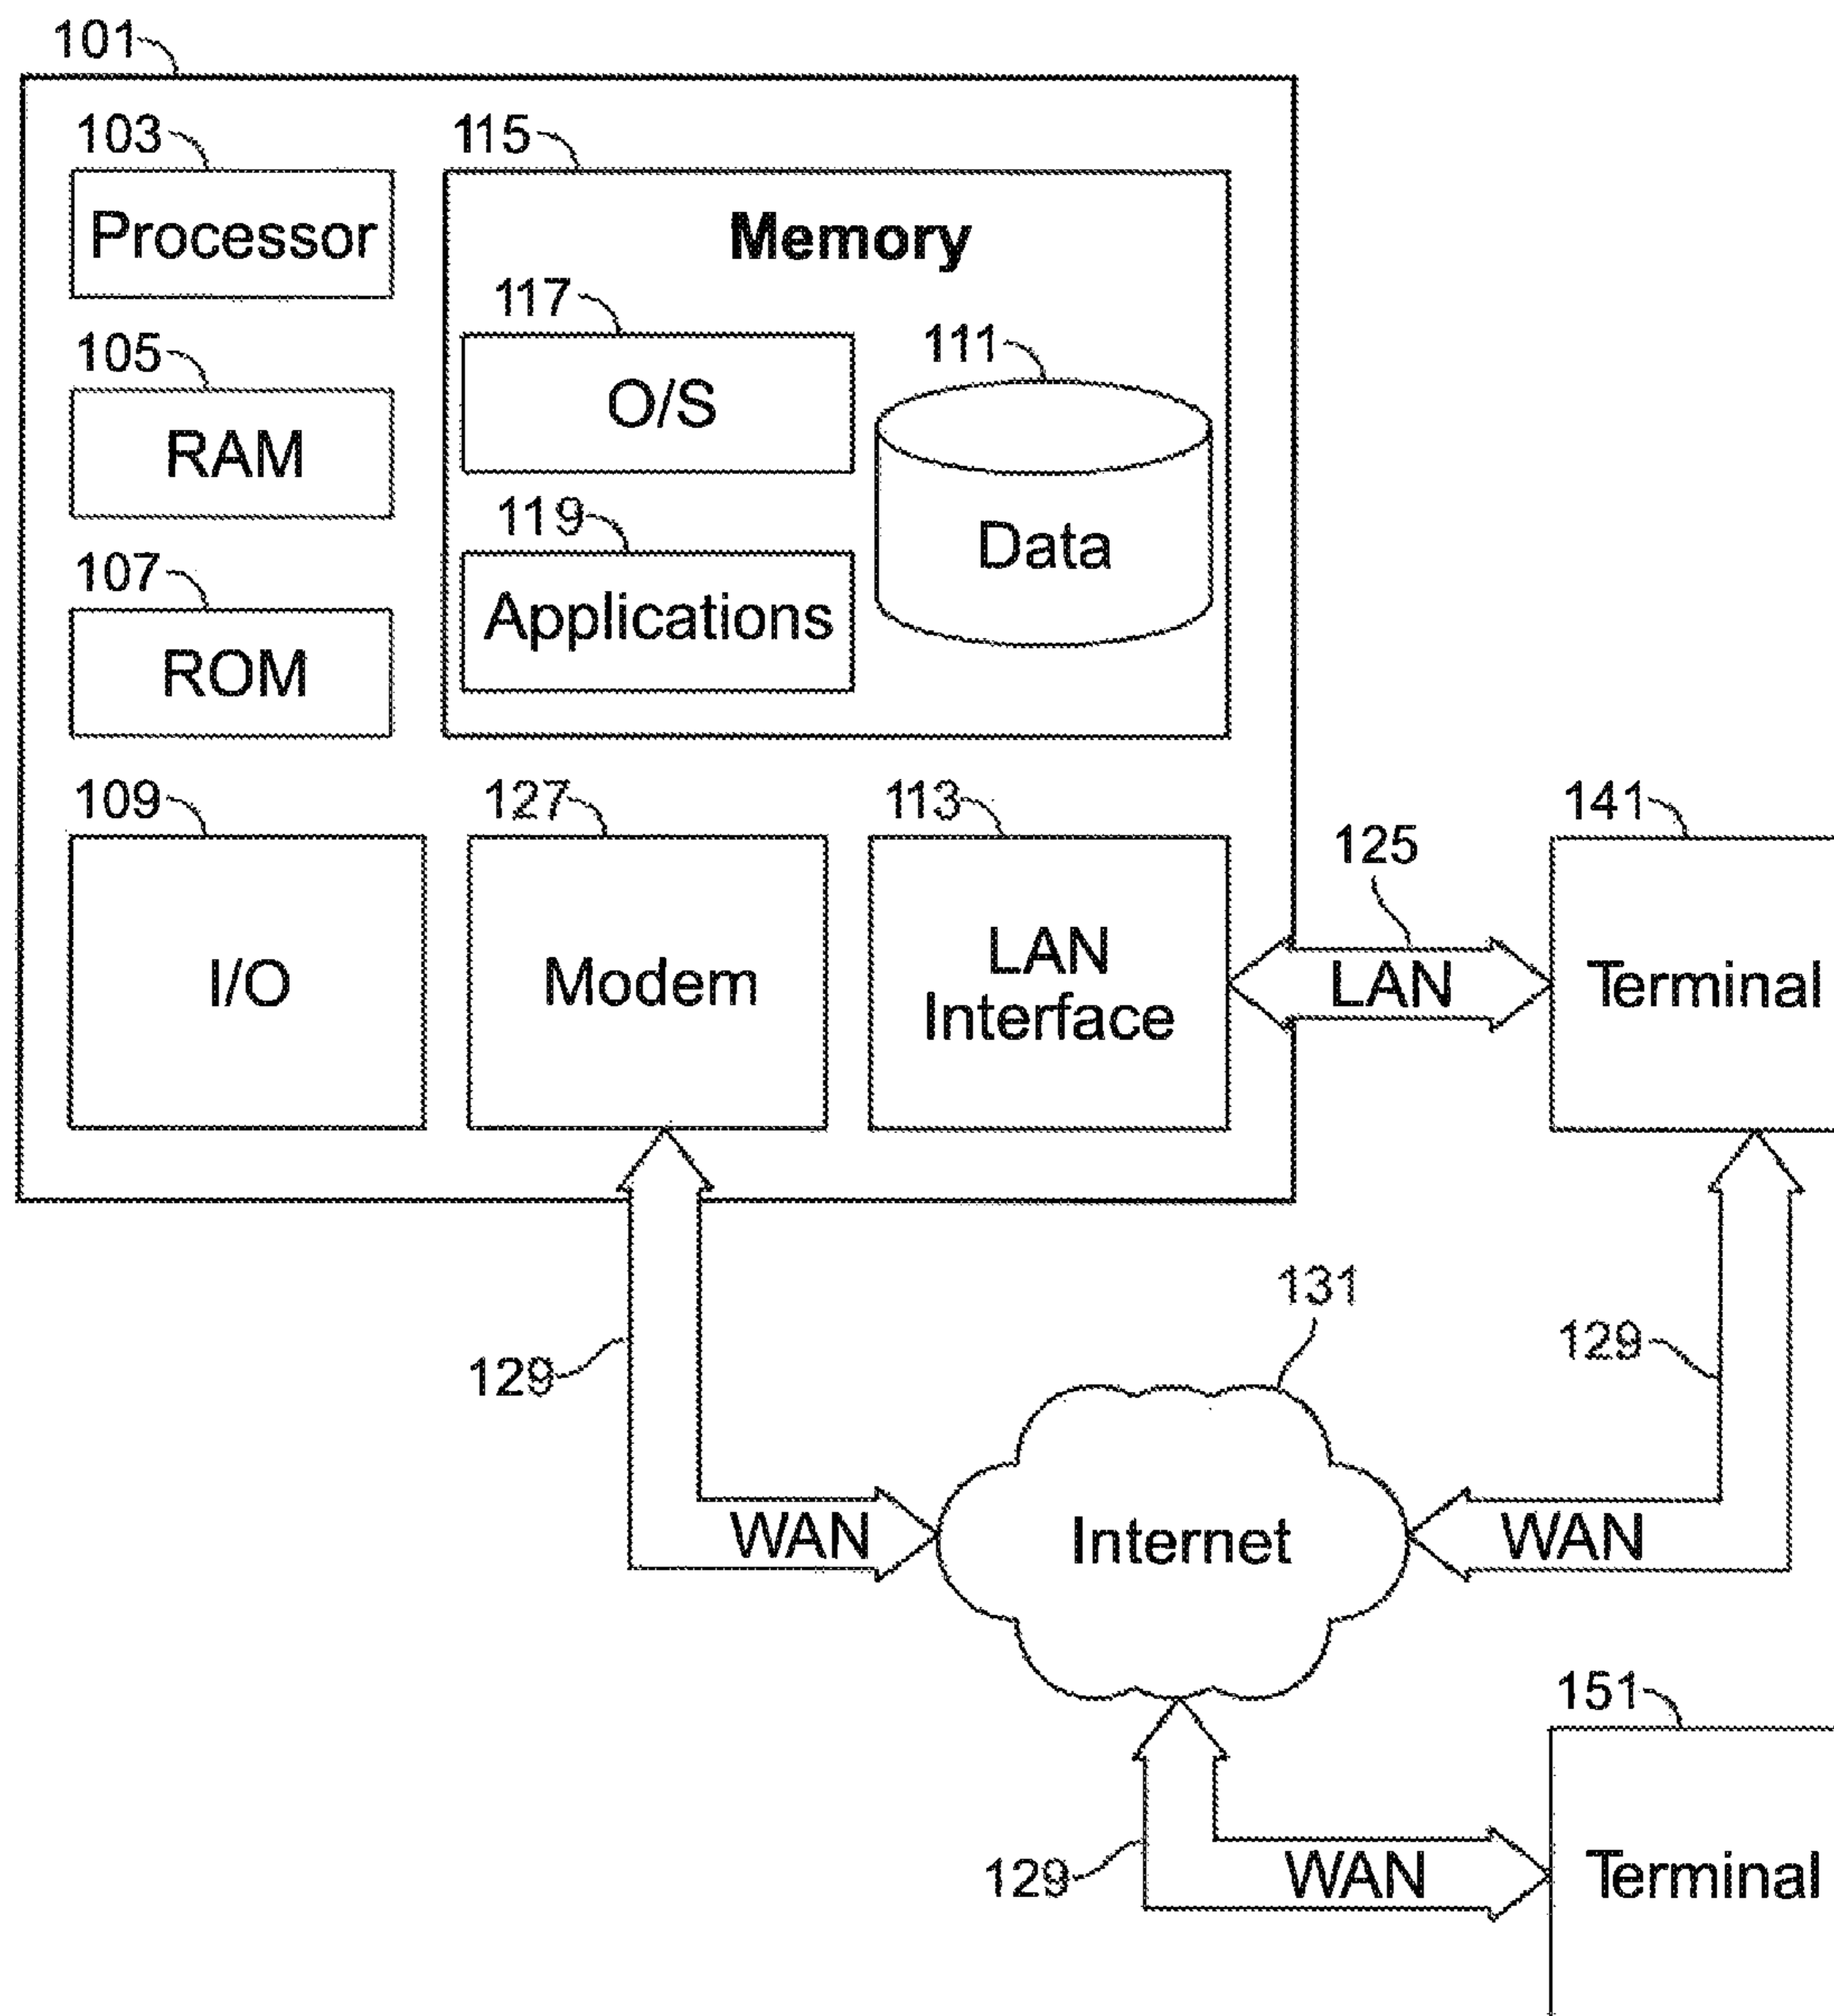 101
103
Processor
105
RAM
107
ROM
115
Memory
117
O/S
111
Data
119
Applications
109
I/O
127
Modem
113
LAN
Interface
125
LAN
141
Terminal
129
WAN
131
Internet
129
WAN
129
WAN
151
Terminal